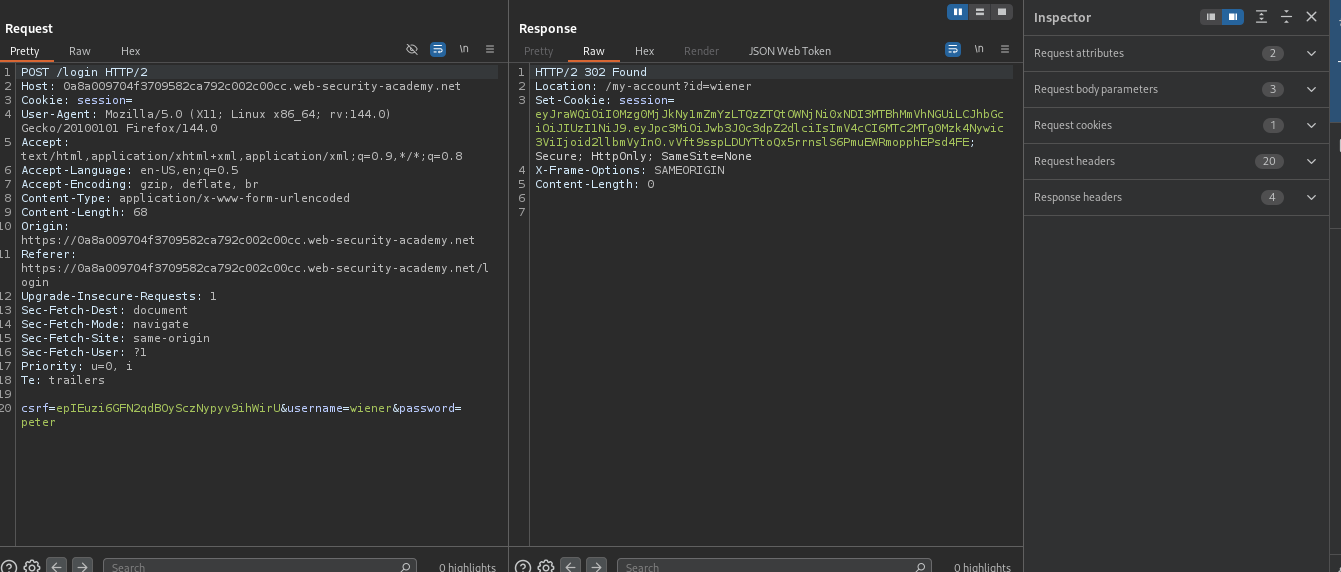 Request
Pretty Raw Hex
\n
1 POST /login HTTP/2
2 Host: 0a8a009704f3709582ca792c002c00cc.web-security-academy.net
3 Cookie: session=
4 User-Agent: Mozilla/5.0 (X11; Linux x86_64; rv:144.0)
Gecko/20100101 Firefox/144.0
5 Accept:
text/html,application/xhtml+xml,application/xml;q=0.9,*/*;q=0.8
6 Accept-Language: en-US,en;q=0.5
7 Accept-Encoding: gzip, deflate, br
8 Content-Type: application/x-www-form-urlencoded
9 Content-Length: 68
10 Origin:
https://0a8a009704f3709582ca792c002c00cc.web-security-academy.net
11 Referer:
https://0a8a009704f3709582ca792c002c00cc.web-security-academy.net/l
ogin
12 Upgrade-Insecure-Requests: 1
13 Sec-Fetch-Dest: document
14 Sec-Fetch-Mode: navigate
15 Sec-Fetch-Site: same-origin
16 Sec-Fetch-User: ?1
17 Priority: u=0, i
18 Te: trailers
19
20 csrf=epIEuzi6GFN2qdBOySczNypyv9ihWirU&username=wiener&password=
peter
Search
0 highlights
Response
Pretty Raw Hex Render JSON Web Token
\n
1 HTTP/2 302 Found
2 Location: /my-account?id=wiener
3 Set-Cookie: session=
eyJraWQiOiI0Mzg0MjJkNy1mZmYzLTQzZTQtOWNjNi0xNDI3MTBhMmVhNGUiLCJhbGc
iOiJIUzI1NiJ9.eyJpc3MiOiJwb3J0c3dpZ2dlciIsImV4cCI6MTc2MTg0Mzk4Nywic
3ViIjoid2llbmVyIn0.vVft9sspLDUYTtoQx5rrnslS6PmuEWRmopphEPsd4FE;
Secure; HttpOnly; SameSite=None
4 X-Frame-Options: SAMEORIGIN
5 Content-Length: 0
6
7
Search
0 highlights
Inspector
Request attributes 2
Request body parameters 3
Request cookies 1
Request headers 20
Response headers 4